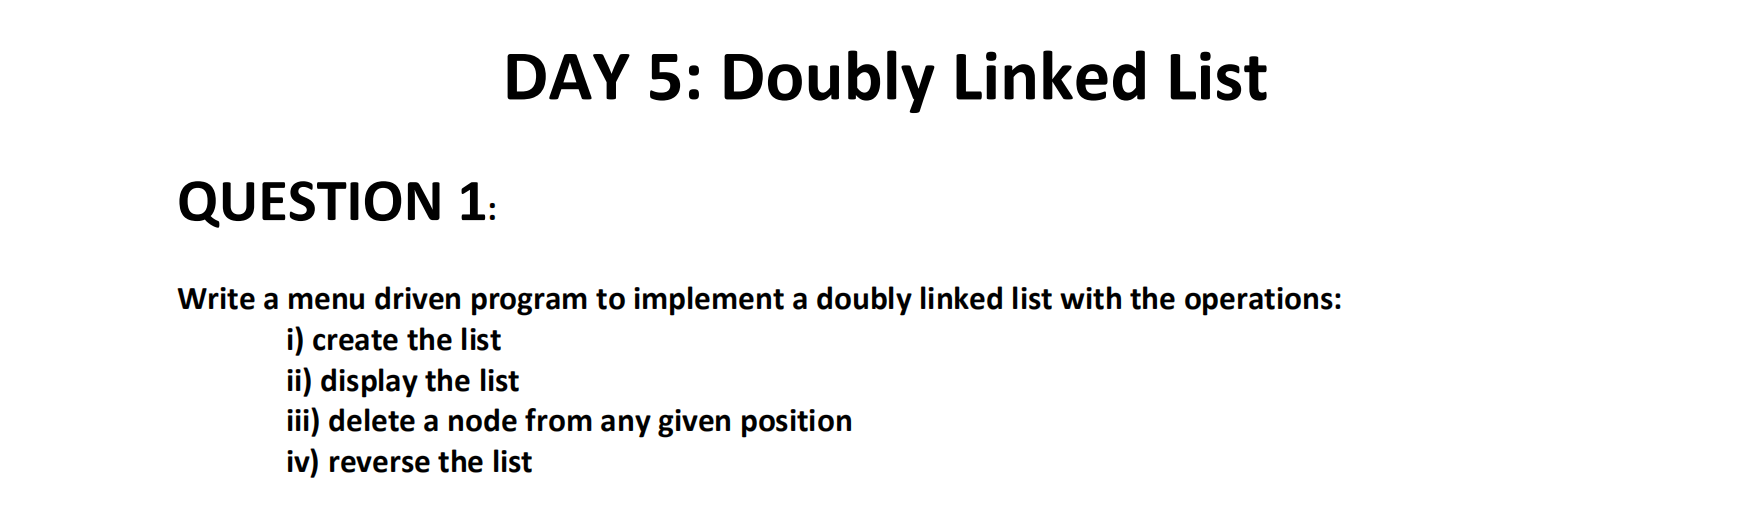 DAY 5: Doubly Linked List
QUESTION 1:
Write a menu driven program to implement a doubly linked list with the operations:
i) create the list
ii) display the list
iii) delete a node from any given position
iv) reverse the list